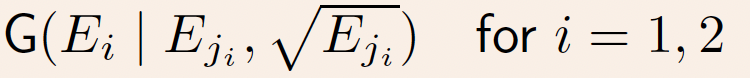 G(E_i | E_{j_i}, √E_{j_i}) for i = 1, 2